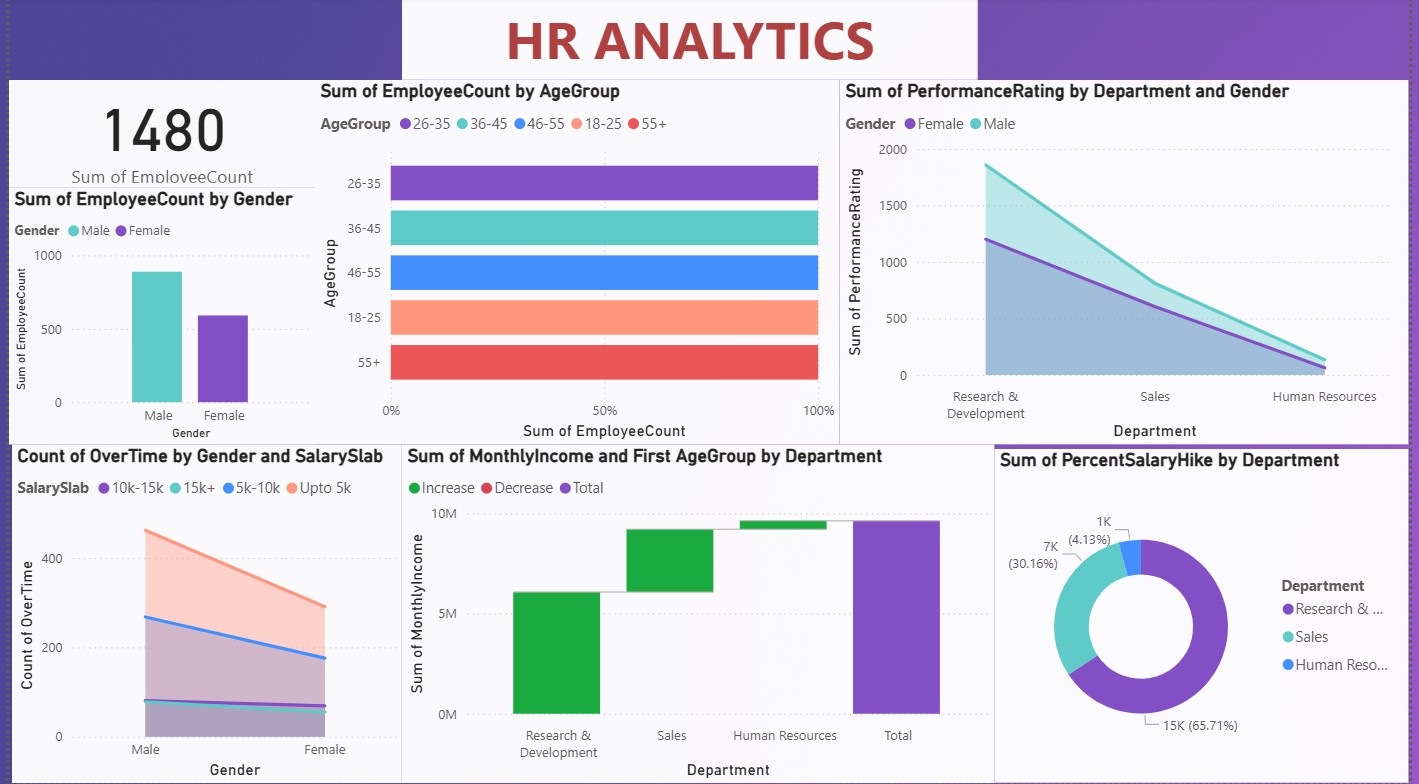 HR ANALYTICS
1480
Sum of EmployeeCount
Sum of EmployeeCount by Gender
Gender Male Female
Sum of EmployeeCount
1000
500
0
Male Female
Gender
Sum of EmployeeCount by AgeGroup
AgeGroup 26-35 36-45 46-55 18-25 55+
AgeGroup
26-35
36-45
46-55
18-25
55+
0% 50% 100%
Sum of EmployeeCount
Sum of PerformanceRating by Department and Gender
Gender Female Male
Sum of PerformanceRating
2000
1500
1000
500
0
Research &
Development
Sales
Human Resources
Department
Count of OverTime by Gender and SalarySlab
SalarySlab 10k-15k 15k+ 5k-10k Upto 5k
Count of OverTime
400
200
0
Male Female
Gender
Sum of MonthlyIncome and First AgeGroup by Department
Increase Decrease Total
Sum of MonthlyIncome
10M
5M
0M
Research &
Development
Sales
Human Resources
Total
Department
Sum of PercentSalaryHike by Department
1K
(4.13%)
7K
(30.16%)
15K (65.71%)
Department
Research & ...
Sales
Human Reso...